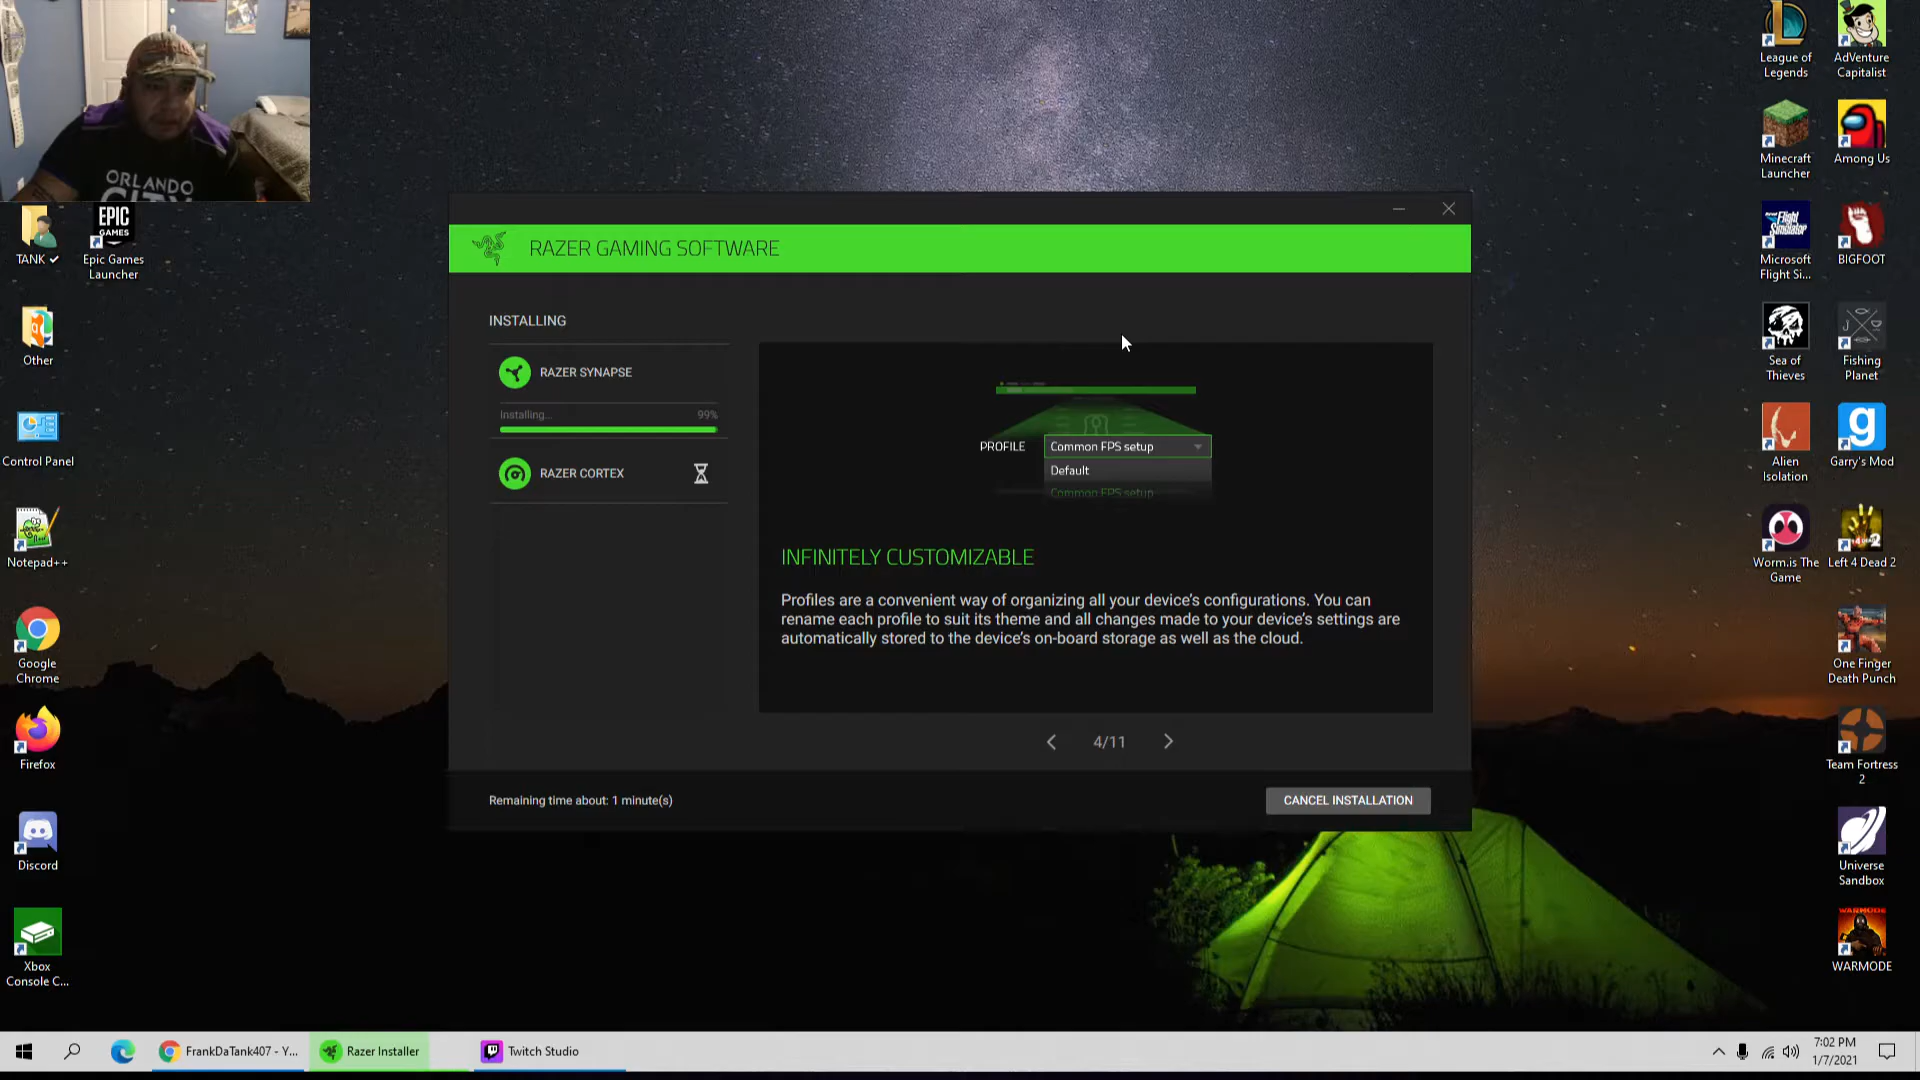 ORLANDO
CITY
TANK ✓
EPIC
GAMES
Epic Games
Launcher
Other
Control Panel
Notepad++
Google
Chrome
Firefox
Discord
Xbox
Console C...
RAZER GAMING SOFTWARE
INSTALLING
RAZER SYNAPSE
Installing...
99%
RAZER CORTEX
PROFILE
Common FPS setup
Default
Common FPS setup
INFINITELY CUSTOMIZABLE
Profiles are a convenient way of organizing all your device's configurations. You can
rename each profile to suit its theme and all changes made to your device's settings are
automatically stored to the device's on-board storage as well as the cloud.
4/11
Remaining time about: 1 minute(s)
CANCEL INSTALLATION
League of
Legends
AdVenture
Capitalist
Minecraft
Launcher
Among Us
Flight
Simulator
Microsoft
Flight Si...
BIGFOOT
Sea of
Thieves
Fishing
Planet
Alien
Isolation
Garry's Mod
Worm.is The
Game
Left 4 Dead 2
One Finger
Death Punch
Team Fortress
2
Universe
Sandbox
WARMODE
WARMODE
FrankDaTank407 - Y...
Razer Installer
Twitch Studio
7:02 PM
1/7/2021